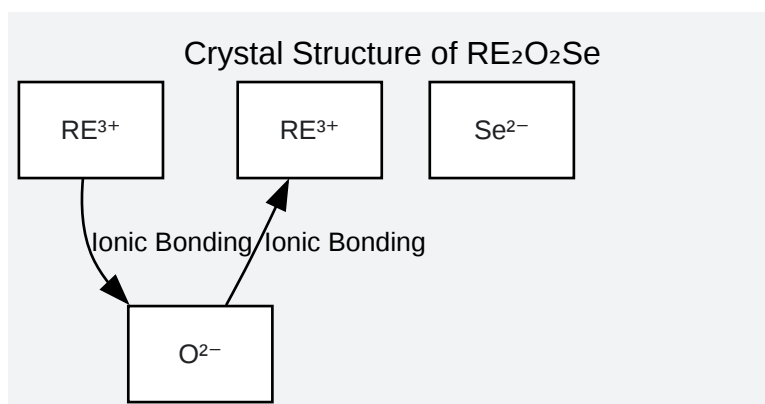 Crystal Structure of RE₂O₂Se
RE³⁺ RE³⁺ Se²⁻
Ionic Bonding Ionic Bonding
O²⁻